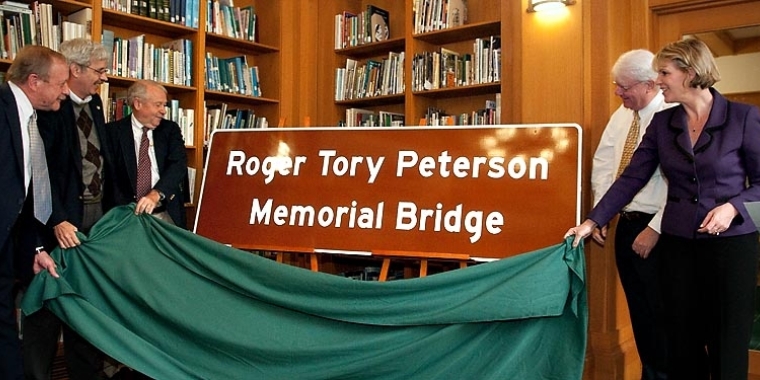 Roger Tory Peterson
Memorial Bridge